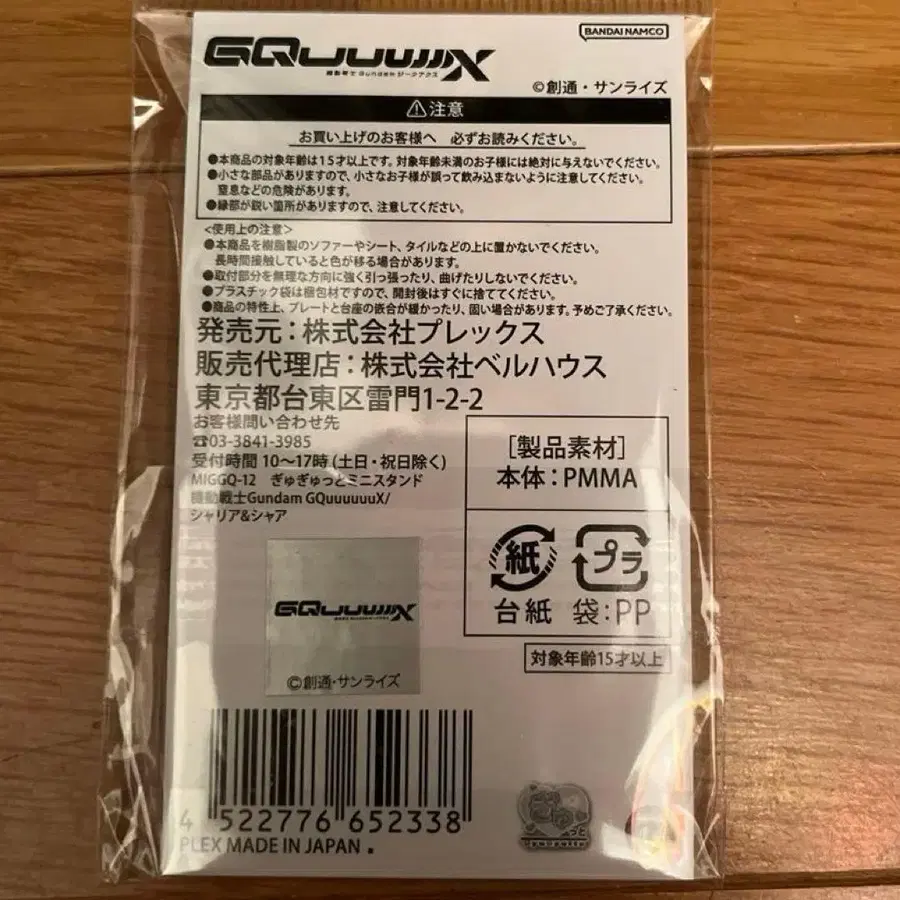 GQuuuuuuX
機動戦士Gundam ジークアクス
BANDAI NAMCO
©創通・サンライズ
⚠注意
お買い上げのお客様へ 必ずお読みください。
●本商品の対象年齢は15才以上です。対象年齢未満のお子様には絶対に与えないでください。
●小さな部品がありますので、小さなお子様が誤って飲み込まないように注意してください。
窒息などの危険があります。
●縁部が鋭い箇所がありますので、注意してください。
<使用上の注意>
●本商品を樹脂製のソファーやシート、タイルなどの上に置かないでください。
長時間接触していると色が移る場合があります。
●取付部分を無理な方向に強く引っ張ったり、曲げたりしないでください。
●プラスチック袋は梱包材ですので、開封後はすぐに捨ててください。
●商品の特性上、プレートと台座の嵌合が緩かったり、固い場合があります。予めご了承ください。
発売元：株式会社プレックス
販売代理店：株式会社ベルハウス
東京都台東区雷門1-2-2
お客様問い合わせ先
☎03-3841-3985
受付時間 10～17時 (土日・祝日除く)
MIGGQ-12 ぎゅぎゅっとミニスタンド
機動戦士Gundam GQuuuuuuX/
シャリア&シャア
［製品素材］
本体：PMMA
紙
プラ
台紙 袋：PP
対象年齢15才以上
GQuuuuuuX
©創通・サンライズ
4 522776 652338
PLEX MADE IN JAPAN .